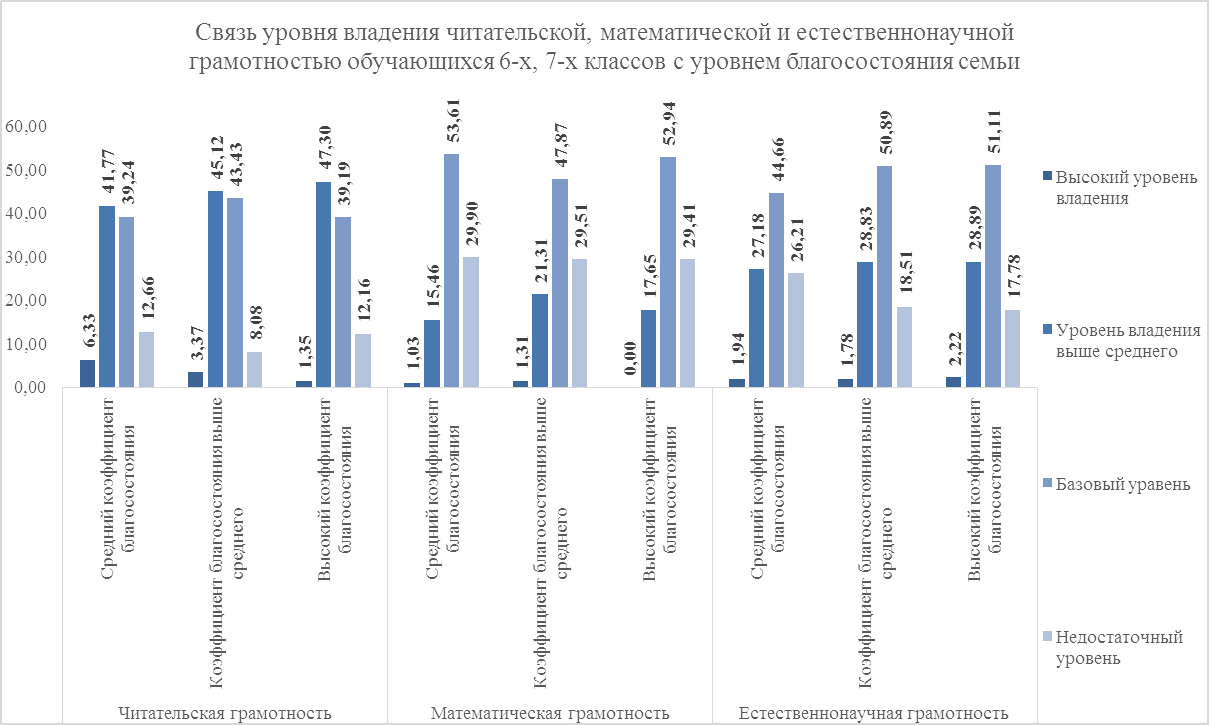 Связь уровня владения читательской, математической и естественнонаучной
грамотностью обучающихся 6-х, 7-х классов с уровнем благосостояния семьи
60,00
50,00
40,00
30,00
20,00
10,00
0,00
6,33
41,77
39,24
12,66
3,37
45,12
43,43
8,08
1,35
47,30
39,19
12,16
1,03
15,46
53,61
29,90
1,31
21,31
47,87
29,51
0,00
17,65
52,94
29,41
1,94
27,18
44,66
26,21
1,78
28,83
50,89
18,51
2,22
28,89
51,11
17,78
Средний коэффициент
благосостояния
Коэффициент благосостояния выше
среднего
Высокий коэффициент
благосостояния
Средний коэффициент
благосостояния
Коэффициент благосостояния выше
среднего
Высокий коэффициент
благосостояния
Средний коэффициент
благосостояния
Коэффициент благосостояния выше
среднего
Высокий коэффициент
благосостояния
Читательская грамотность
Математическая грамотность
Естественнонаучная грамотность
Высокий уровень
владения
Уровень владения
выше среднего
Базовый уравень
Недостаточный
уровень